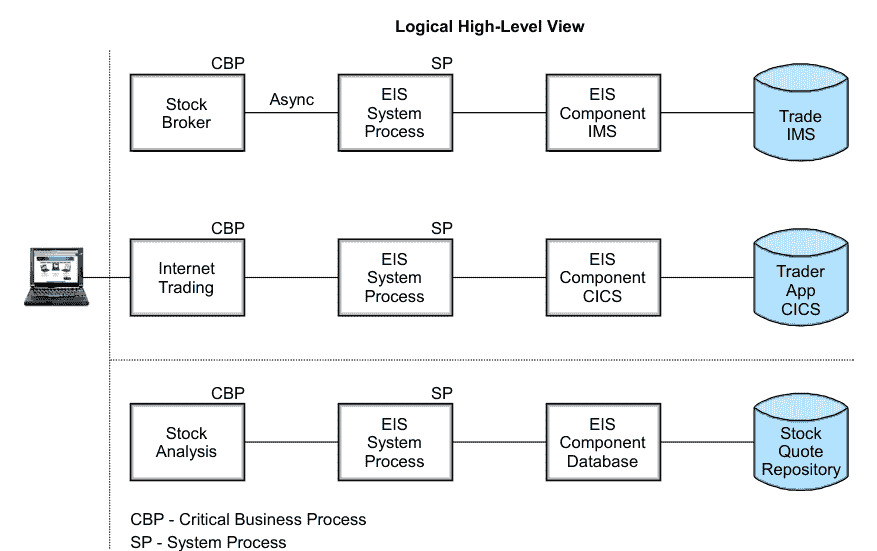 Logical High-Level View
CBP
SP
Stock
Broker
Async
EIS
System
Process
EIS
Component
IMS
Trade
IMS
CBP
SP
Internet
Trading
EIS
System
Process
EIS
Component
CICS
Trader
App
CICS
CBP
SP
Stock
Analysis
EIS
System
Process
EIS
Component
Database
Stock
Quote
Repository
CBP - Critical Business Process
SP - System Process